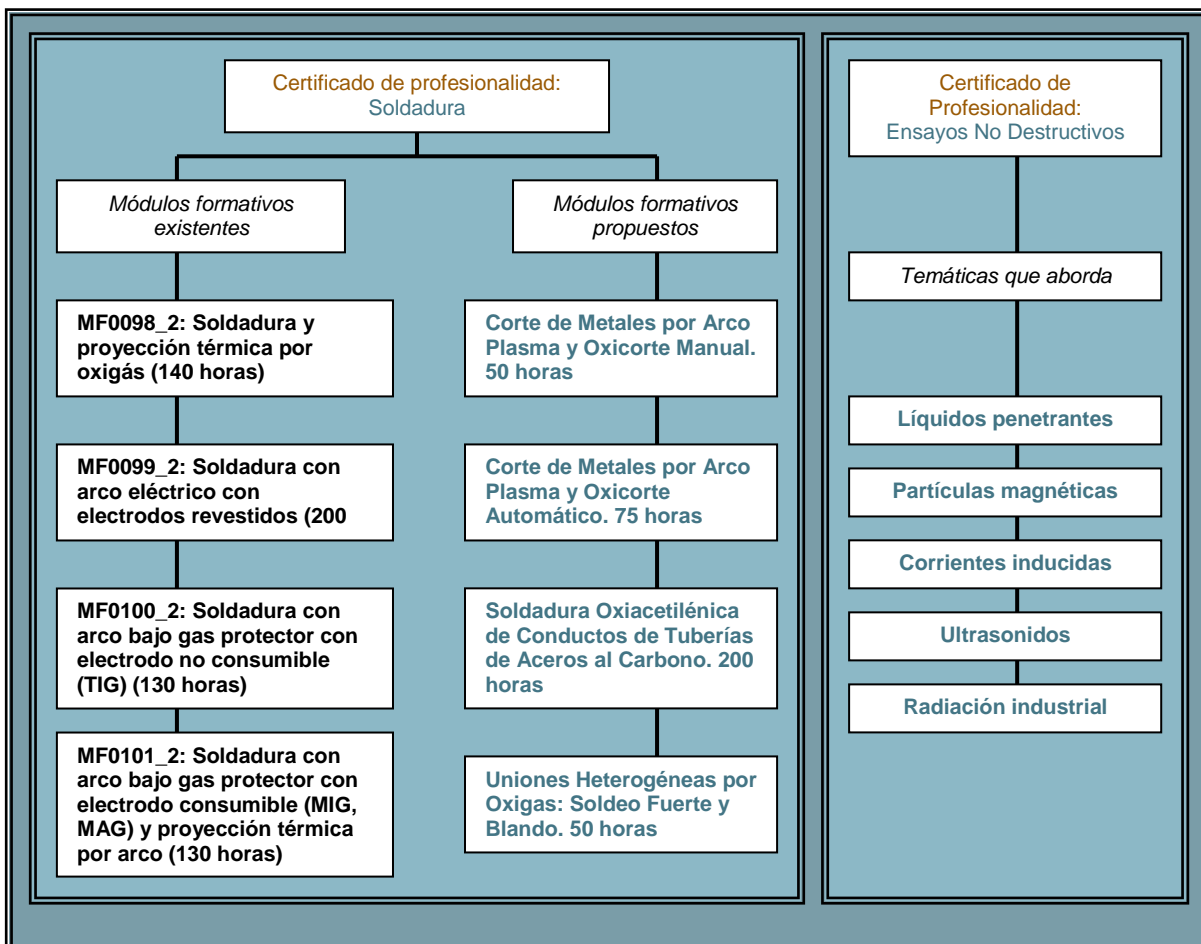 Certificado de profesionalidad:
Soldadura
Módulos formativos
existentes
MF0098_2: Soldadura y
proyección térmica por
oxigás (140 horas)
MF0099_2: Soldadura con
arco eléctrico con
electrodos revestidos (200
MF0100_2: Soldadura con
arco bajo gas protector con
electrodo no consumible
(TIG) (130 horas)
MF0101_2: Soldadura con
arco bajo gas protector con
electrodo consumible (MIG,
MAG) y proyección térmica
por arco (130 horas)
Módulos formativos
propuestos
Corte de Metales por Arco
Plasma y Oxicorte Manual.
50 horas
Corte de Metales por Arco
Plasma y Oxicorte
Automático. 75 horas
Soldadura Oxiacetilénica
de Conductos de Tuberías
de Aceros al Carbono. 200
horas
Uniones Heterogéneas por
Oxigas: Soldeo Fuerte y
Blando. 50 horas
Certificado de
Profesionalidad:
Ensayos No Destructivos
Temáticas que aborda
Líquidos penetrantes
Partículas magnéticas
Corrientes inducidas
Ultrasonidos
Radiación industrial